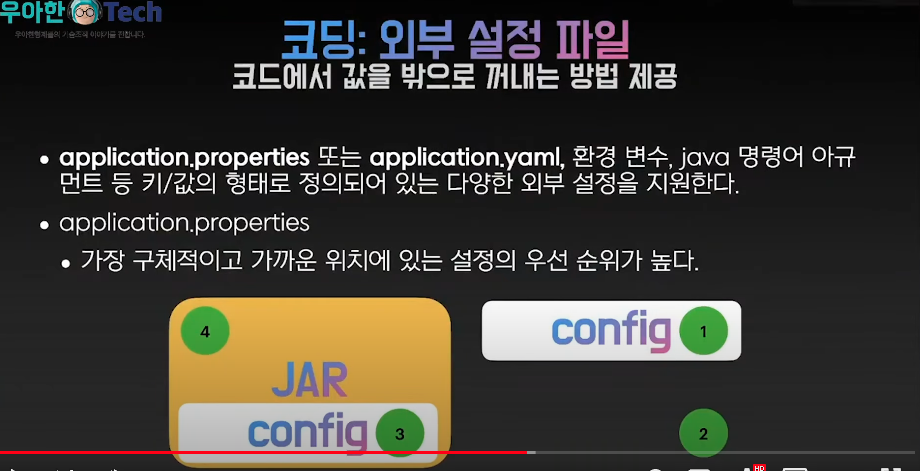 우아한Tech
우아한형제들의 기술조직 이야기를 전합니다.
코딩: 외부 설정 파일
코드에서 값을 밖으로 꺼내는 방법 제공
• application.properties 또는 application.yaml, 환경 변수, java 명령어 아규
먼트 등 키/값의 형태로 정의되어 있는 다양한 외부 설정을 지원한다.
• application.properties
• 가장 구체적이고 가까운 위치에 있는 설정의 우선 순위가 높다.
4
JAR
config 3
config 1
2
HD